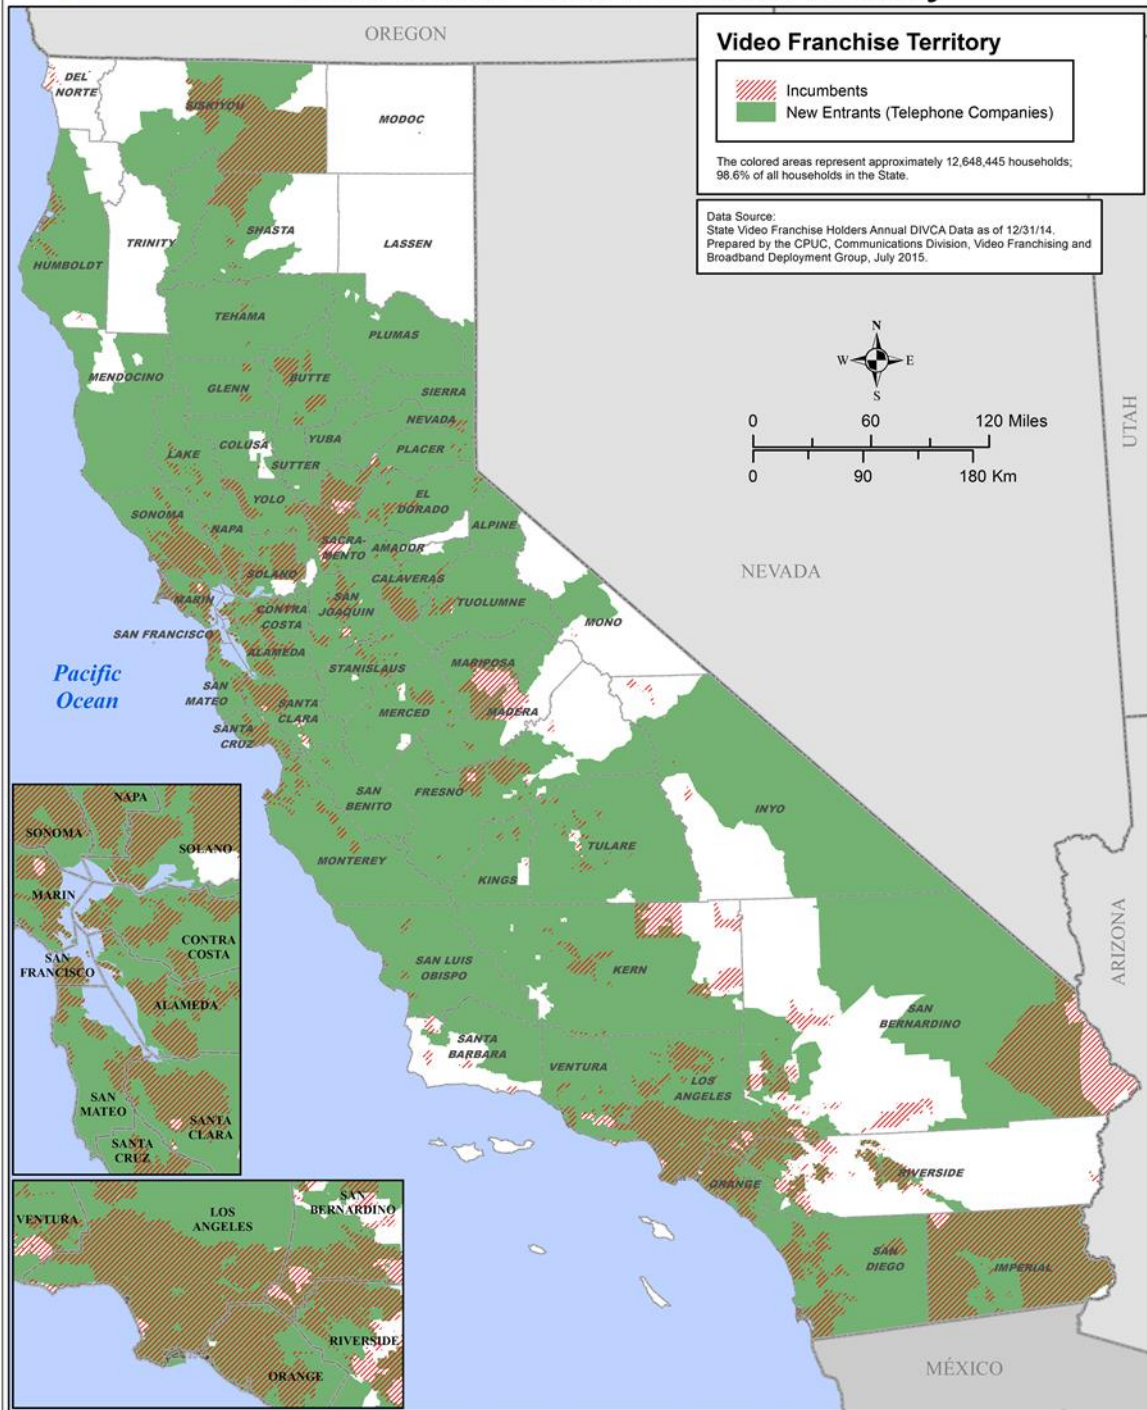 OREGON
Video Franchise Territory
Incumbents
New Entrants (Telephone Companies)
The colored areas represent approximately 12,648,445 households;
98.6% of all households in the State.
Data Source:
State Video Franchise Holders Annual DIVCA Data as of 12/31/14.
Prepared by the CPUC, Communications Division, Video Franchising and
Broadband Deployment Group, July 2015.
N
W E
S
0 60 120 Miles
0 90 180 Km
UTAH
NEVADA
ARIZONA
MÉXICO
Pacific
Ocean
DEL
NORTE
SISKIYOU
MODOC
TRINITY
SHASTA
LASSEN
HUMBOLDT
TEHAMA
PLUMAS
MENDOCINO
GLENN
BUTTE
SIERRA
NEVADA
COLUSA
YUBA
PLACER
LAKE
SUTTER
YOLO
EL
DORADO
SONOMA
NAPA
ALPINE
SACRA-
MENTO
AMADOR
SOLANO
CALAVERAS
MARIN
CONTRA
COSTA
SAN
JOAQUIN
TUOLUMNE
MONO
SAN FRANCISCO
ALAMEDA
STANISLAUS
MARIPOSA
SAN
MATEO
SANTA
CLARA
MERCED
MADERA
SANTA
CRUZ
SAN
BENITO
FRESNO
INYO
MONTEREY
TULARE
KINGS
SAN LUIS
OBISPO
KERN
SAN
BERNARDINO
SANTA
BARBARA
VENTURA
LOS
ANGELES
ORANGE
RIVERSIDE
SAN
DIEGO
IMPERIAL
NAPA
SONOMA
SOLANO
MARIN
CONTRA
COSTA
SAN
FRANCISCO
ALAMEDA
SAN
MATEO
SANTA
CLARA
SANTA
CRUZ
VENTURA
LOS
ANGELES
SAN
BERNARDINO
RIVERSIDE
ORANGE